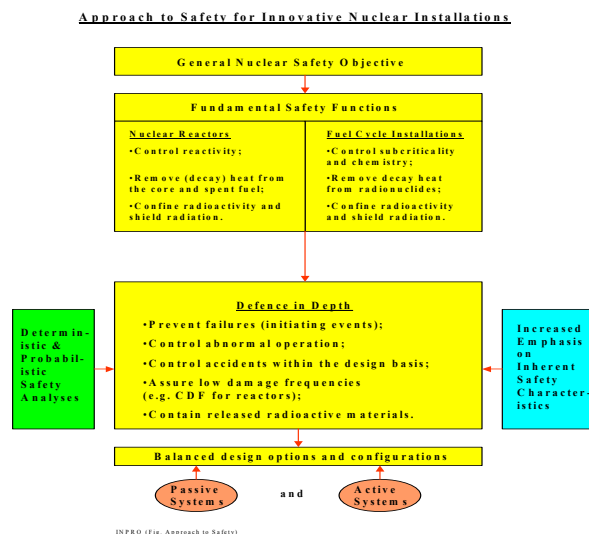 Approach to Safety for Innovative Nuclear Installations
General Nuclear Safety Objective
Fundamental Safety Functions
Nuclear Reactors
•Control reactivity;
•Remove (decay) heat from
the core and spent fuel;
•Confine radioactivity and
shield radiation.
Fuel Cycle Installations
•Control subcriticality
and chemistry;
•Remove decay heat
from radionuclides;
•Confine radioactivity and
shield radiation.
Determin-
istic &
Probabil-
istic
Safety
Analyses
Defence in Depth
•Prevent failures (initiating events);
•Control abnormal operation;
•Control accidents within the design basis;
•Assure low damage frequencies
(e.g. CDF for reactors);
•Contain released radioactive materials.
Increased
Emphasis
on
Inherent
Safety
Character-
istics
Balanced design options and configurations
Passive
Systems
and
Active
Systems
INPRO (Fig. Approach to Safety)